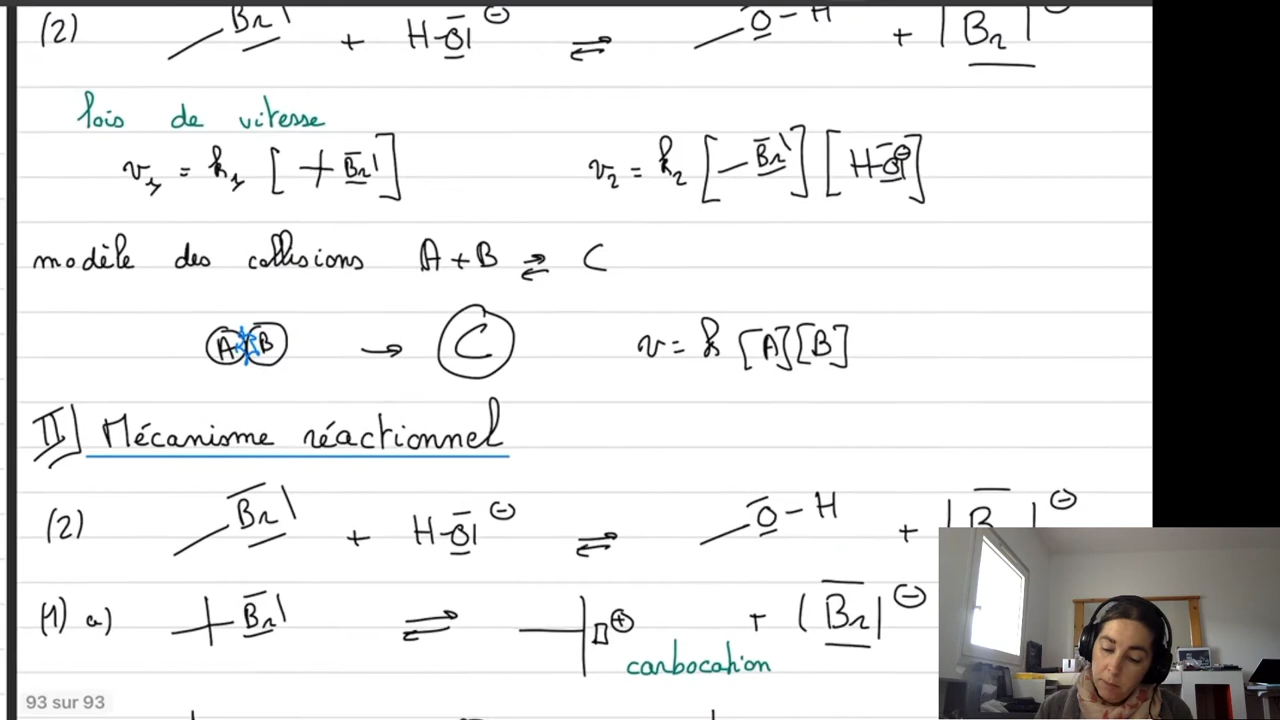 (2) Br + H-O ⊖ ⇌ O-H + |Br| ⊖
lois de vitesse
v₁ = k₁ [ Br ] v₂ = k₂ [ Br ] [ H-O⊖ ]
modèle des collisions A + B ⇌ C
A B → C v = k [A][B]
II] Mécanisme réactionnel
(2) Br + H-O ⊖ ⇌ O-H + |B | ⊖
(1) a) Br ⇌ ⊕ + |Br| ⊖
carbocation
93 sur 93